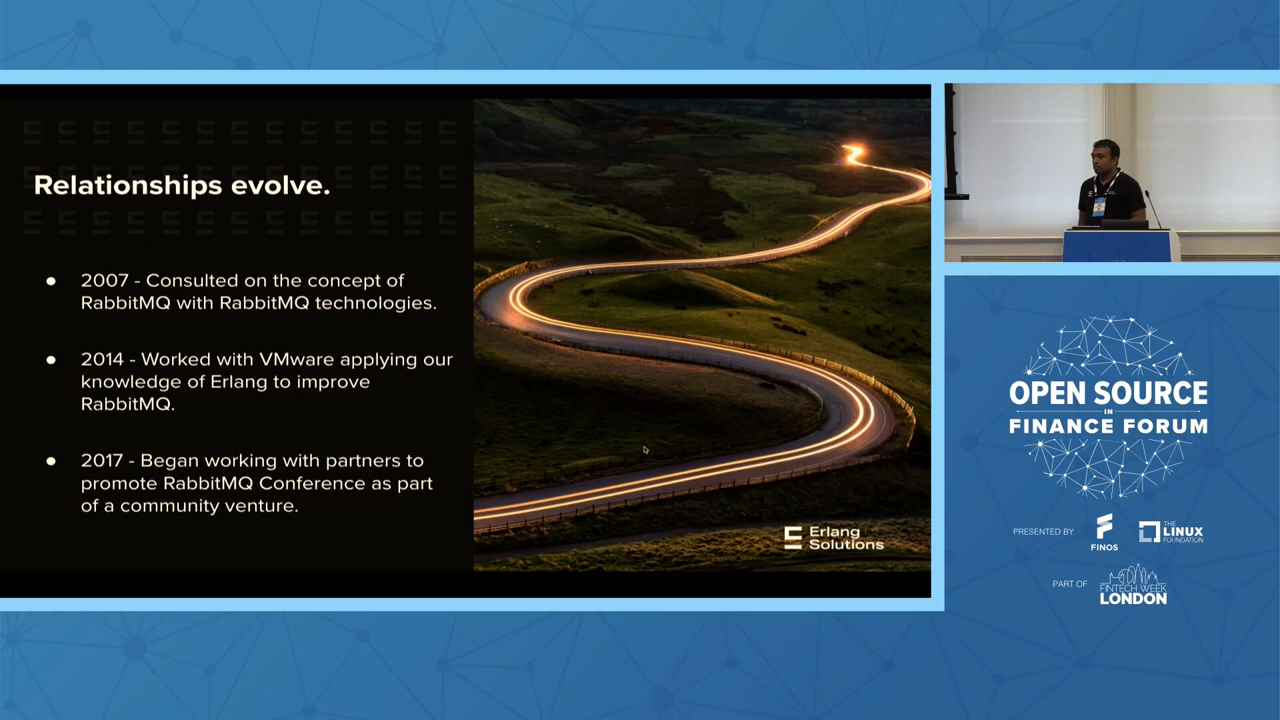 Relationships evolve.
● 2007 - Consulted on the concept of
RabbitMQ with RabbitMQ technologies.
● 2014 - Worked with VMware applying our
knowledge of Erlang to improve
RabbitMQ.
● 2017 - Began working with partners to
promote RabbitMQ Conference as part
of a community venture.
Erlang
Solutions
OPEN SOURCE
IN
FINANCE FORUM
PRESENTED BY
FINOS
THE
LINUX
FOUNDATION
PART OF
FINTECH WEEK
LONDON